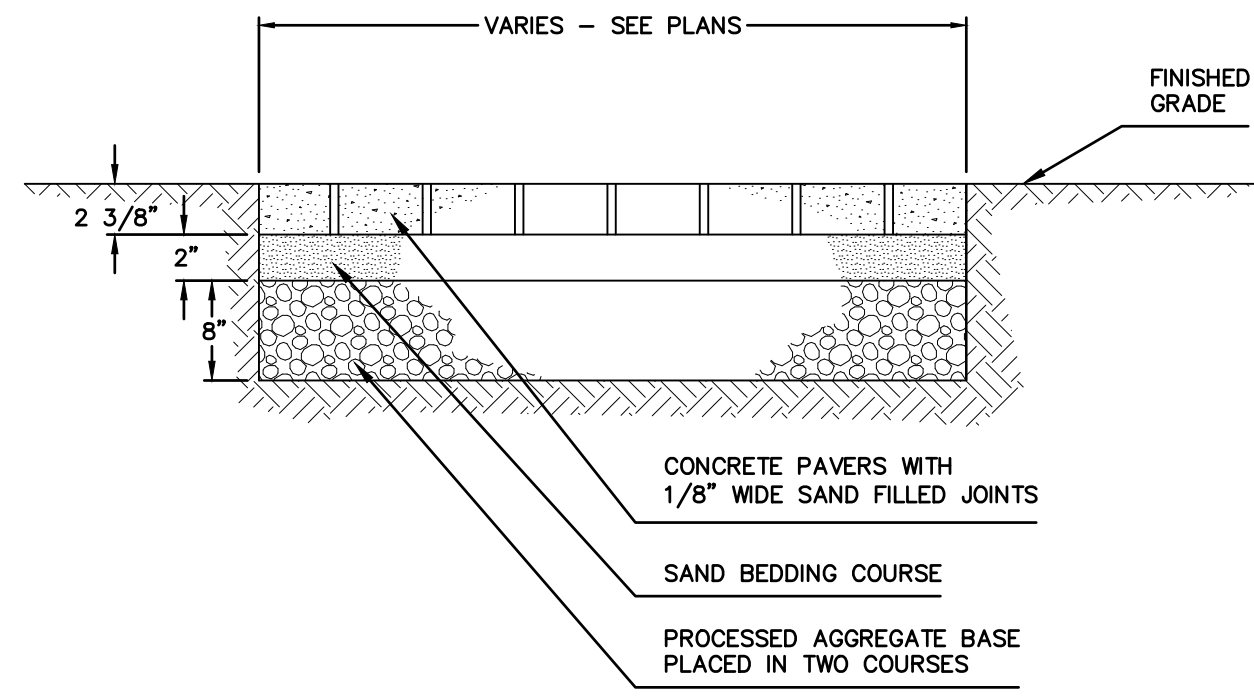 VARIES – SEE PLANS
FINISHED
GRADE
2 3/8”
2”
8”
CONCRETE PAVERS WITH
1/8” WIDE SAND FILLED JOINTS
SAND BEDDING COURSE
PROCESSED AGGREGATE BASE
PLACED IN TWO COURSES